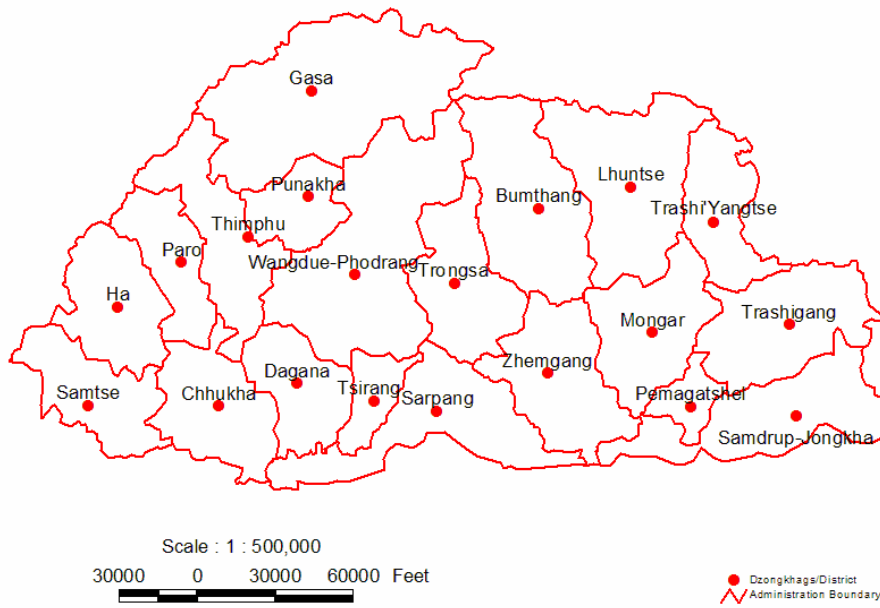 Gasa
Punakha
Lhuntse
Bumthang
Trashi'Yangtse
Thimphu
Paro
Wangdue-Phodrang
Trongsa
Ha
Mongar
Trashigang
Zhemgang
Dagana
Samtse
Chhukha
Tsirang
Sarpang
Pemagatshel
Samdrup-Jongkha
Scale : 1 : 500,000
30000 0 30000 60000 Feet
Dzongkhags/District
Administration Boundary